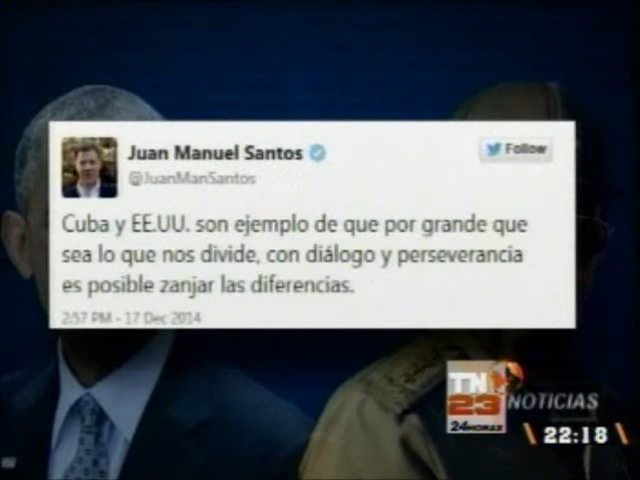 Juan Manuel Santos
Follow
@JuanManSantos
Cuba y EE.UU. son ejemplo de que por grande que
sea lo que nos divide, con diálogo y perseverancia
es posible zanjar las diferencias.
2:57 PM - 17 Dec 2014
TN
23 NOTICIAS
24HORAS
22:18